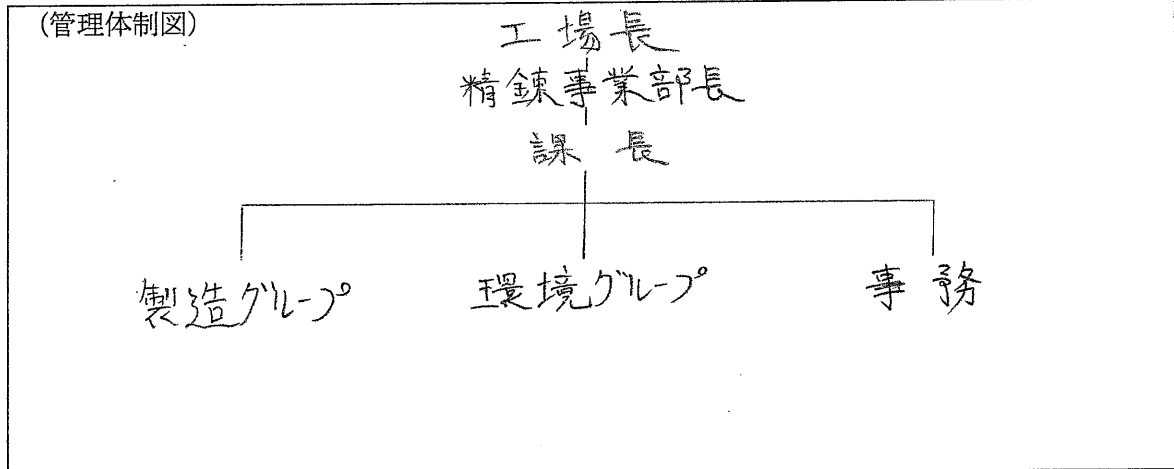 (管理体制図)
工場長
精錬事業部長
課長
製造グループ
環境グループ
事務